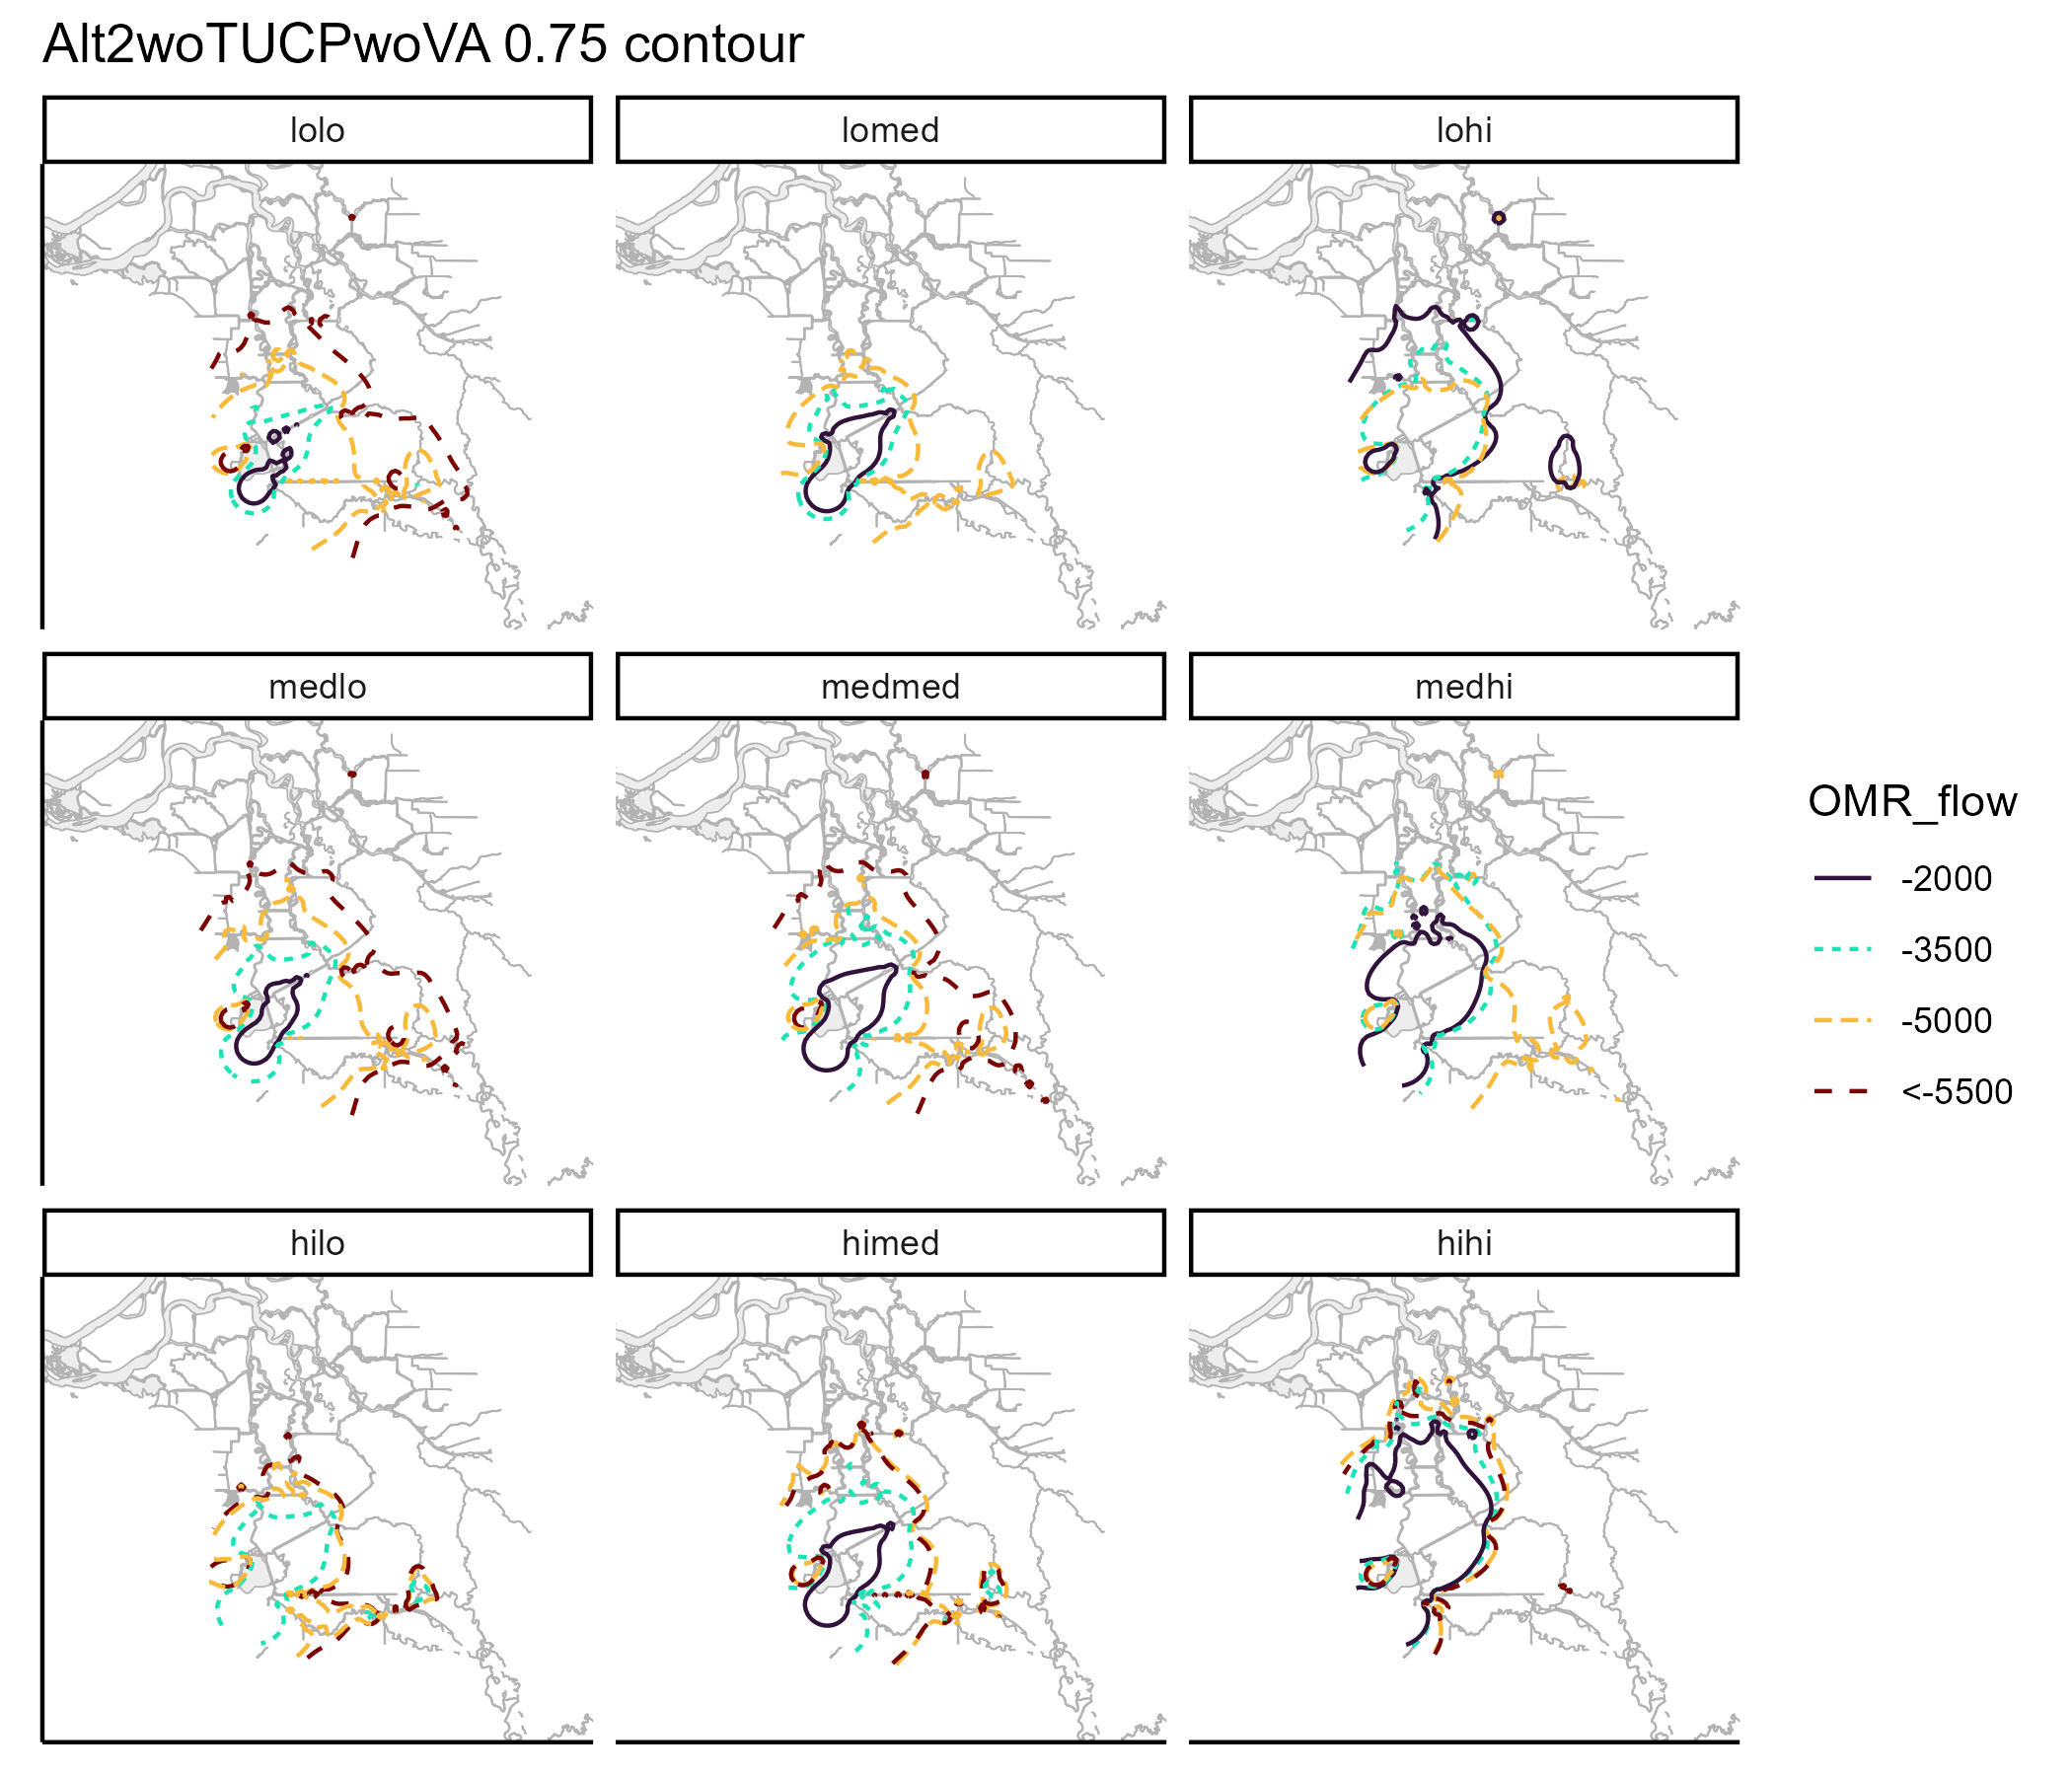 Alt2woTUCPwoVA 0.75 contour
lolo
lomed
lohi
medlo
medmed
medhi
hilo
himed
hihi
OMR_flow
-2000
-3500
-5000
<-5500